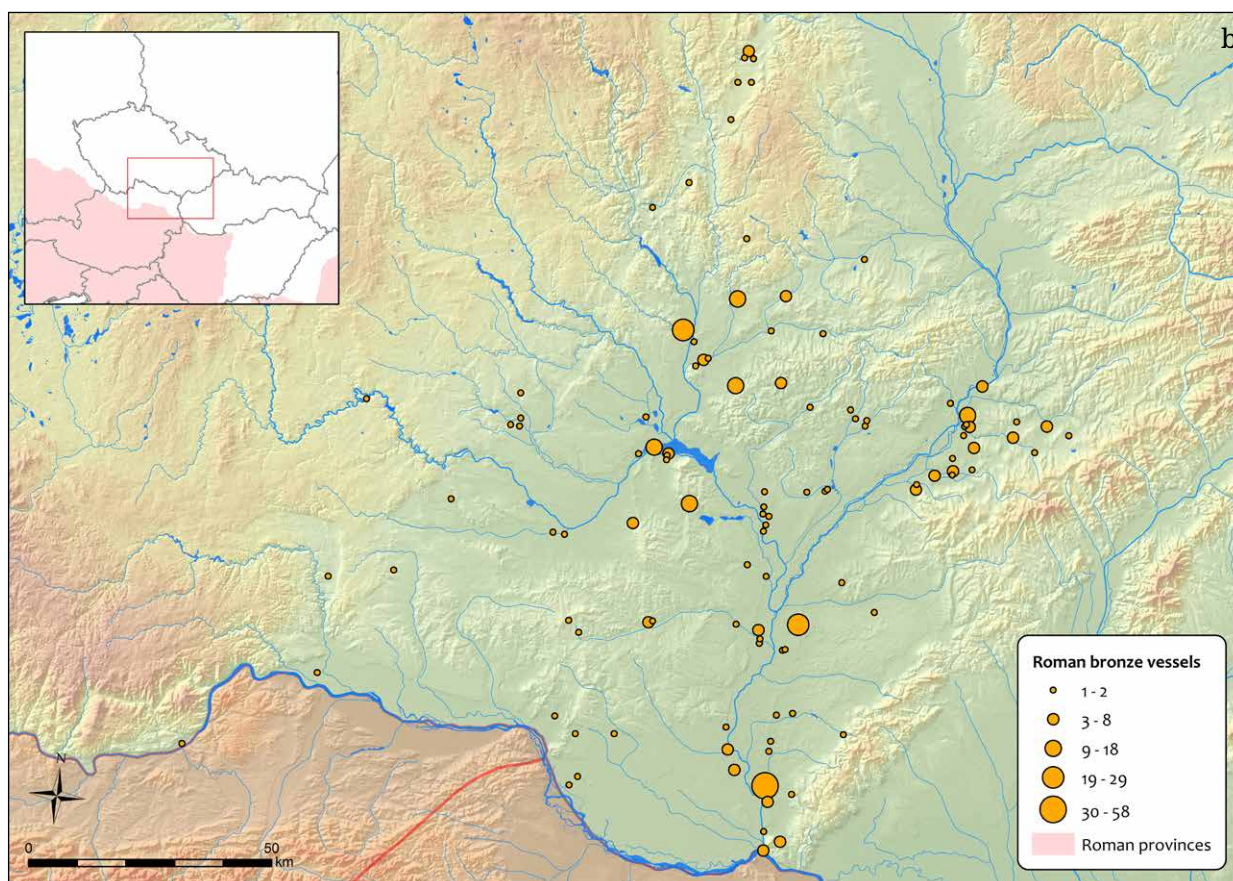 b
Roman bronze vessels
1 - 2
3 - 8
9 - 18
19 - 29
30 - 58
Roman provinces
N
0 50
km